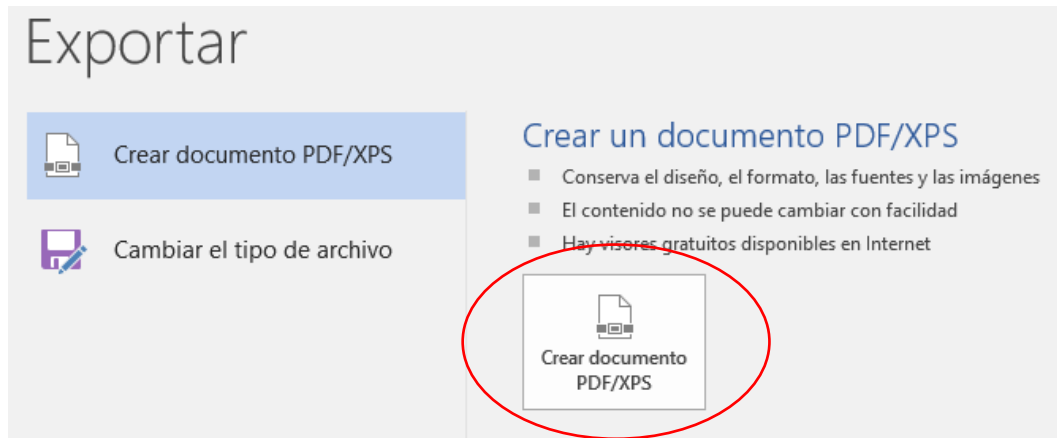 Exportar
Crear documento PDF/XPS
Cambiar el tipo de archivo
Crear un documento PDF/XPS
Conserva el diseño, el formato, las fuentes y las imágenes
El contenido no se puede cambiar con facilidad
Hay visores gratuitos disponibles en Internet
Crear documento
PDF/XPS